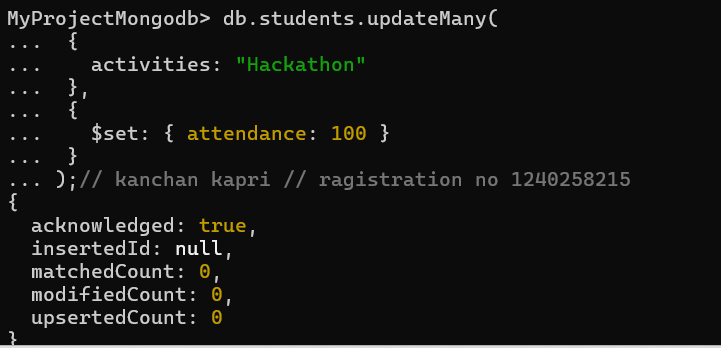 MyProjectMongodb> db.students.updateMany(
...  {
...    activities: "Hackathon"
...  },
...  {
...    $set: { attendance: 100 }
...  }
... );// kanchan kapri // ragistration no 1240258215
{
  acknowledged: true,
  insertedId: null,
  matchedCount: 0,
  modifiedCount: 0,
  upsertedCount: 0
}